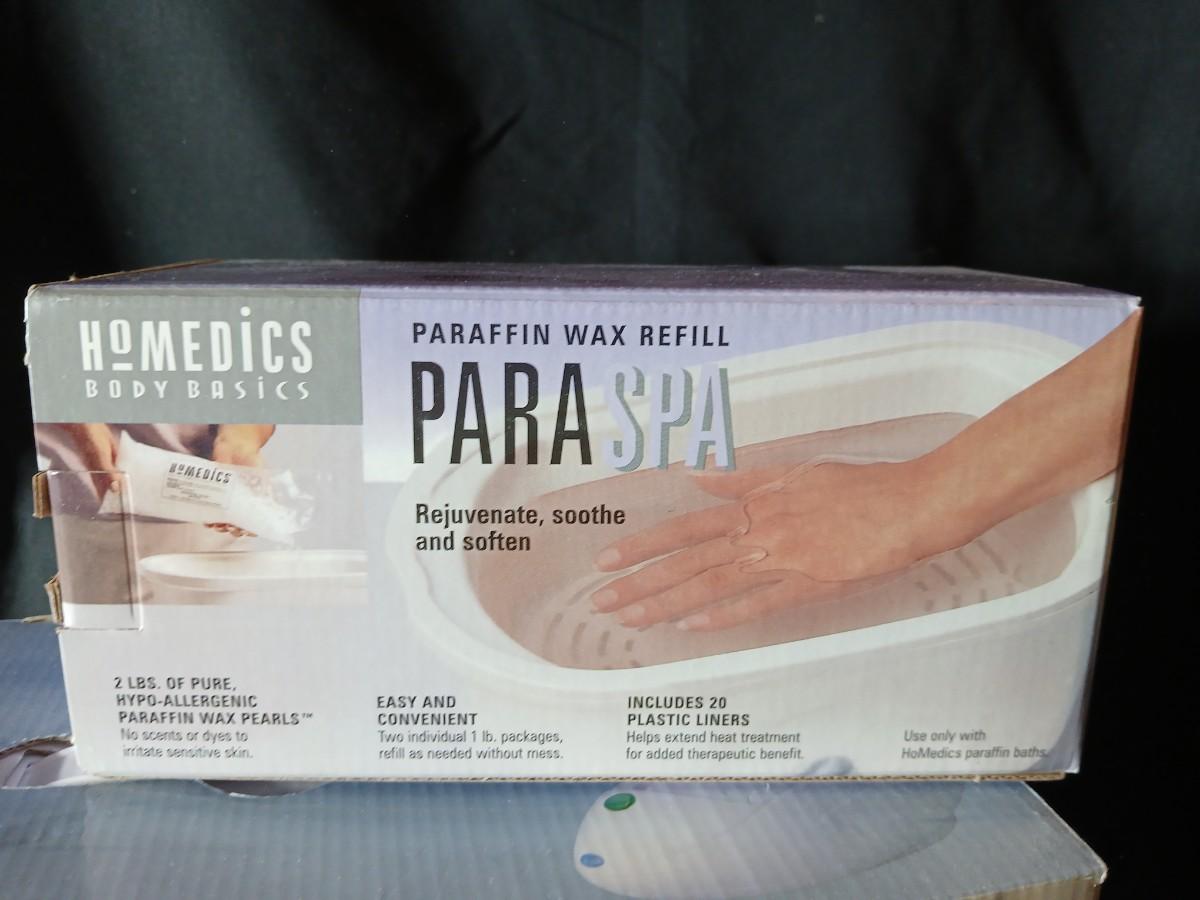 HOMEDICS
BODY BASICS
PARAFFIN WAX REFILL
PARASPA
Rejuvenate, soothe
and soften
HOMEDICS
2 LBS. OF PURE,
HYPO-ALLERGENIC
PARAFFIN WAX PEARLS™
No scents or dyes to
irritate sensitive skin.
EASY AND
CONVENIENT
Two individual 1 lb. packages,
refill as needed without mess.
INCLUDES 20
PLASTIC LINERS
Helps extend heat treatment
for added therapeutic benefit.
Use only with
HoMedics paraffin baths.